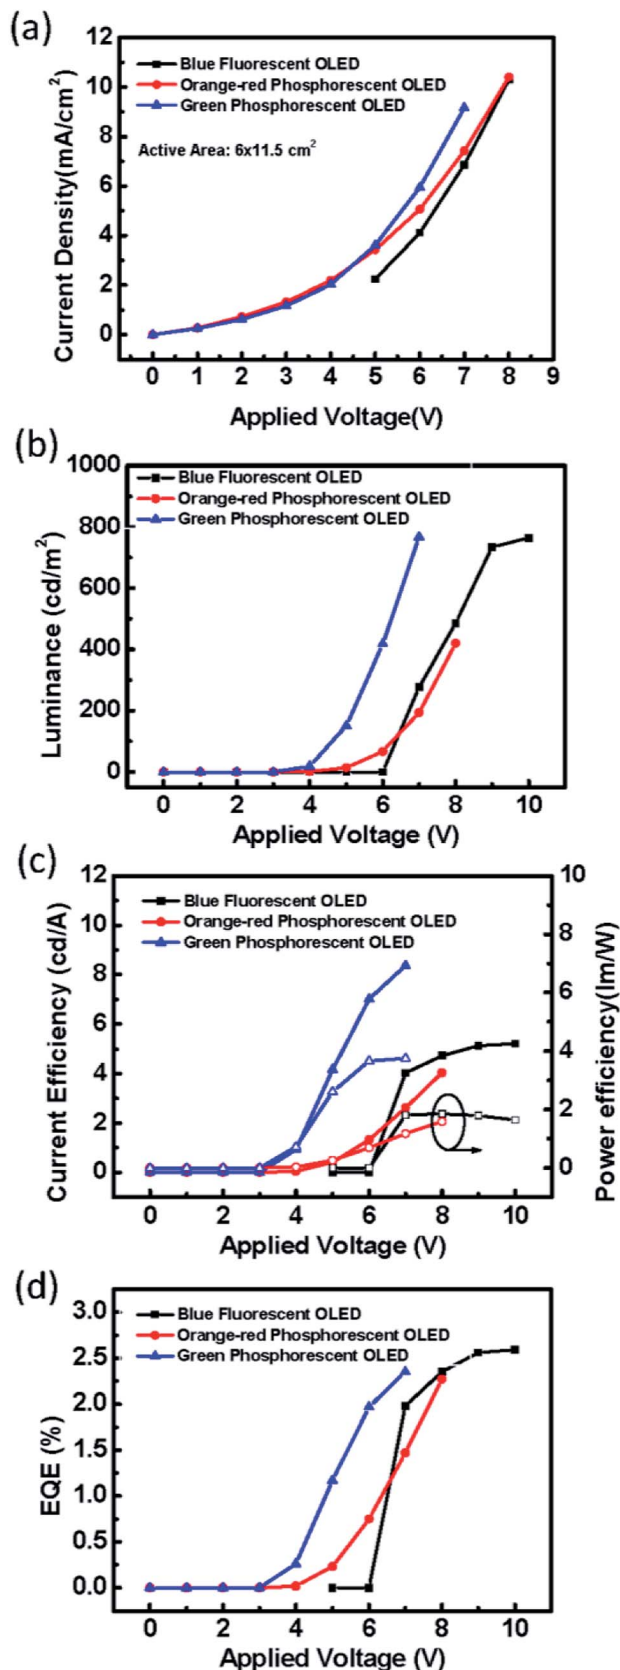 (a)
12
10
8
6
4
2
0
Current Density(mA/cm²)
Blue Fluorescent OLED
Orange-red Phosphorescent OLED
Green Phosphorescent OLED
Active Area: 6x11.5 cm²
0 1 2 3 4 5 6 7 8 9
Applied Voltage(V)
(b)
1000
800
600
400
200
0
Luminance (cd/m²)
Blue Fluorescent OLED
Orange-red Phosphorescent OLED
Green Phosphorescent OLED
0 2 4 6 8 10
Applied Voltage (V)
(c)
12
10
8
6
4
2
0
Current Efficiency (cd/A)
Blue Fluorescent OLED
Orange-red Phosphorescent OLED
Green Phosphorescent OLED
10
8
6
4
2
0
Power efficiency(lm/W)
0 2 4 6 8 10
Applied Voltage (V)
(d)
3.0
2.5
2.0
1.5
1.0
0.5
0.0
EQE (%)
Blue Fluorescent OLED
Orange-red Phosphorescent OLED
Green Phosphorescent OLED
0 2 4 6 8 10
Applied Voltage (V)